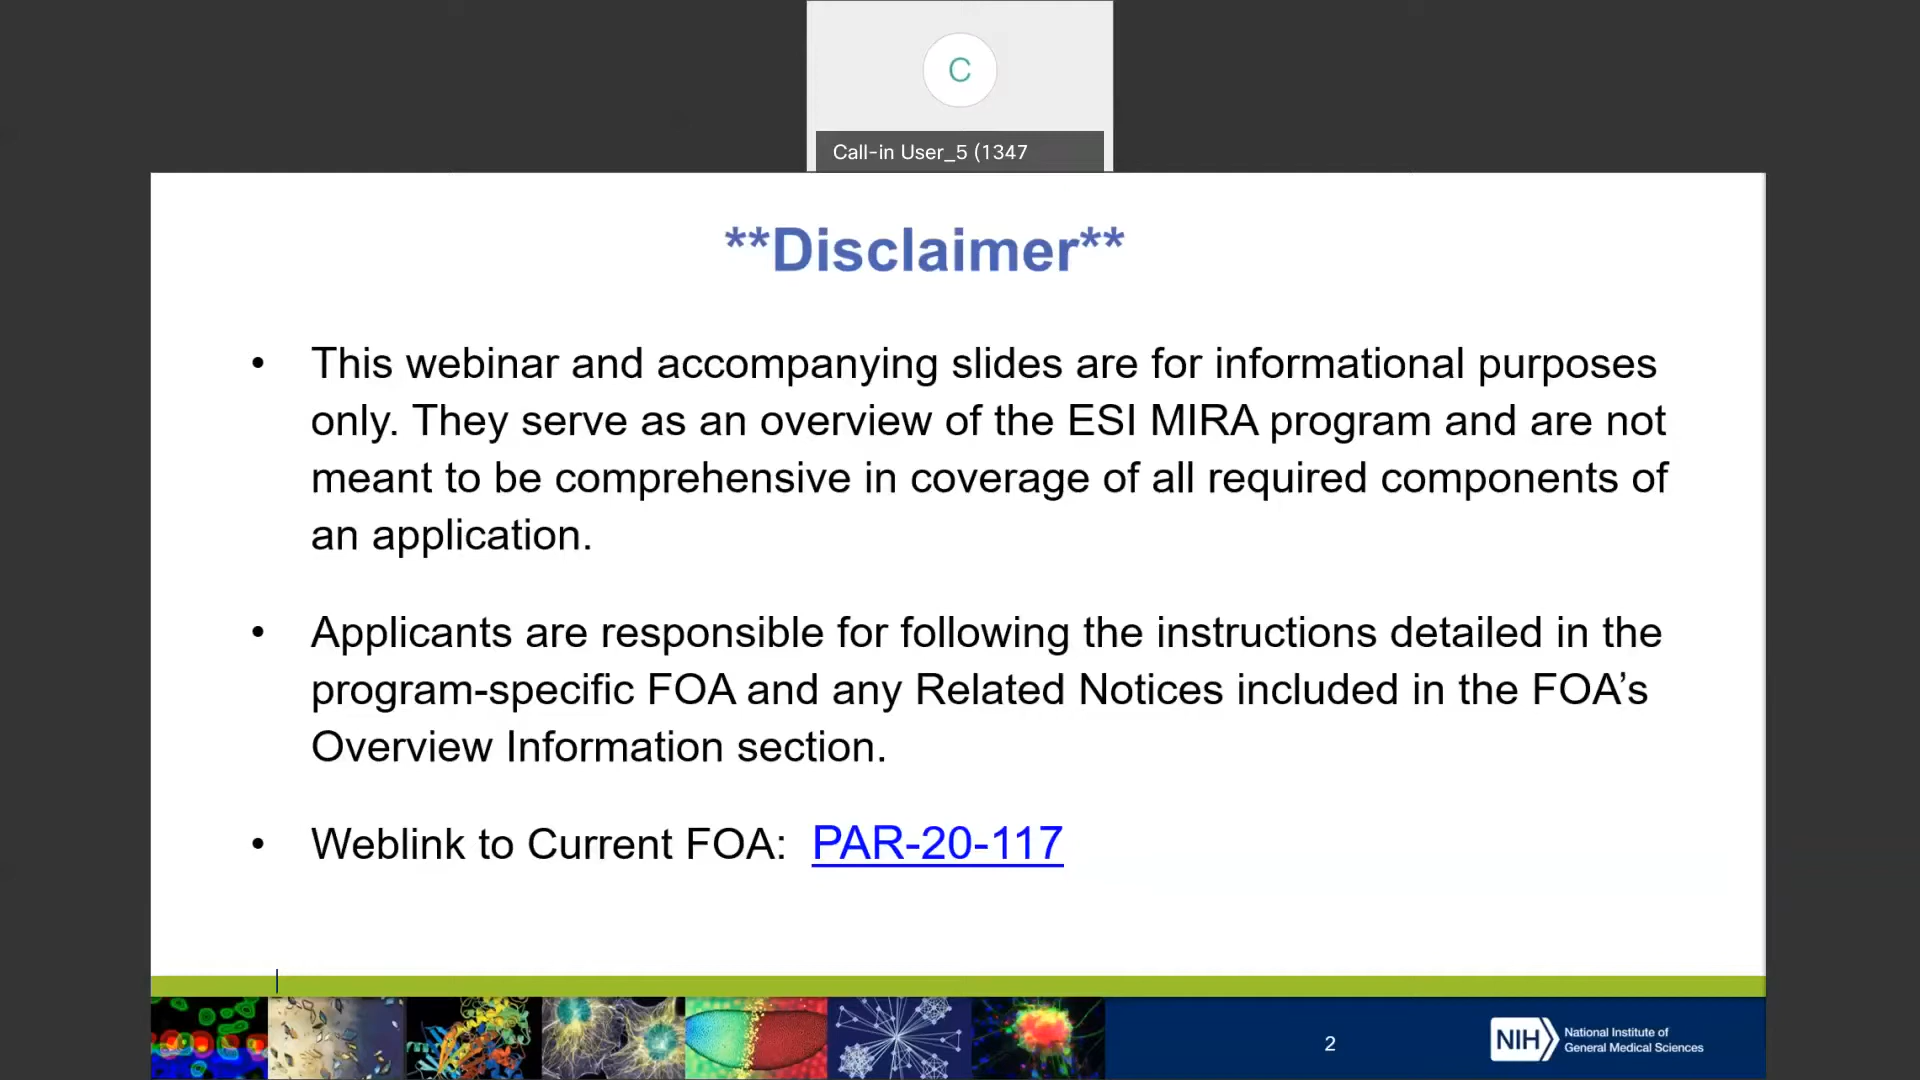 C
Call-in User_5 (1347
**Disclaimer**
• This webinar and accompanying slides are for informational purposes
only. They serve as an overview of the ESI MIRA program and are not
meant to be comprehensive in coverage of all required components of
an application.
• Applicants are responsible for following the instructions detailed in the
program-specific FOA and any Related Notices included in the FOA’s
Overview Information section.
• Weblink to Current FOA: PAR-20-117
2
NIH
National Institute of
General Medical Sciences